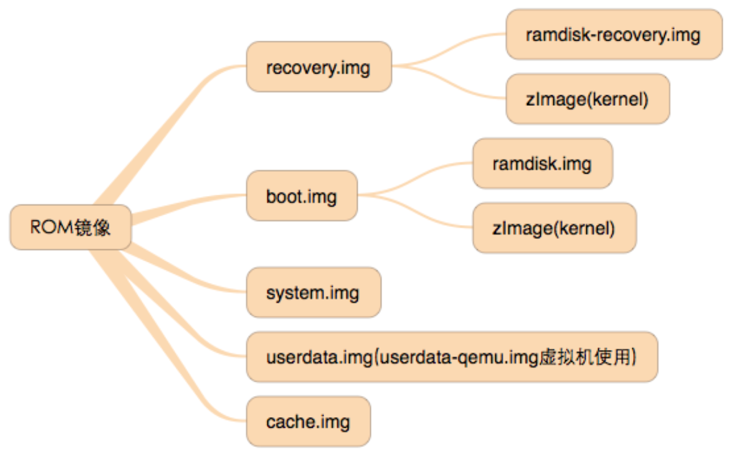 ROM镜像
recovery.img
ramdisk-recovery.img
zImage(kernel)
boot.img
ramdisk.img
zImage(kernel)
system.img
userdata.img(userdata-qemu.img虚拟机使用)
cache.img